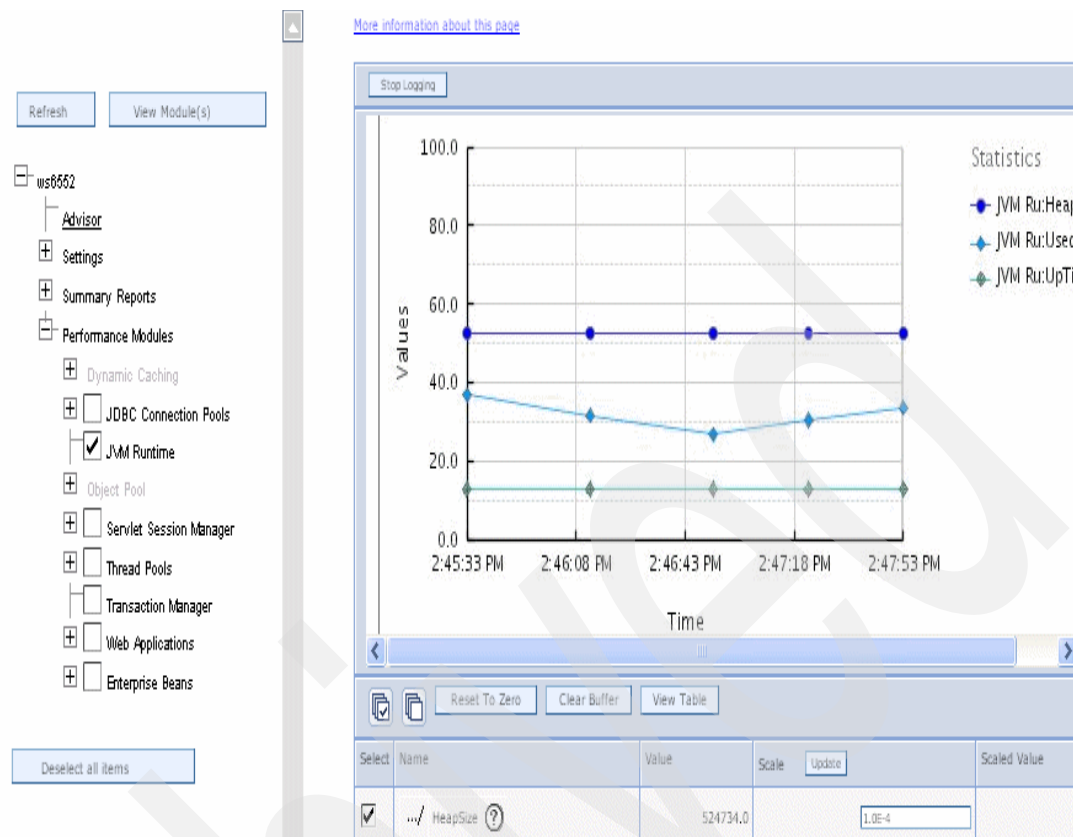 More information about this page
Stop Logging
Refresh
View Module(s)
ws6552
Advisor
Settings
Summary Reports
Performance Modules
Dynamic Caching
JDBC Connection Pools
JVM Runtime
Object Pool
Servlet Session Manager
Thread Pools
Transaction Manager
Web Applications
Enterprise Beans
Deselect all items
100.0
80.0
60.0
40.0
20.0
0.0
Values
2:45:33 PM 2:46:08 PM 2:46:43 PM 2:47:18 PM 2:47:53 PM
Time
Statistics
JVM Ru:Heap
JVM Ru:Used
JVM Ru:UpTi
Reset To Zero Clear Buffer View Table
Select Name Value Scale Update Scaled Value
HeapSize ? 524734.0 1.0E-4